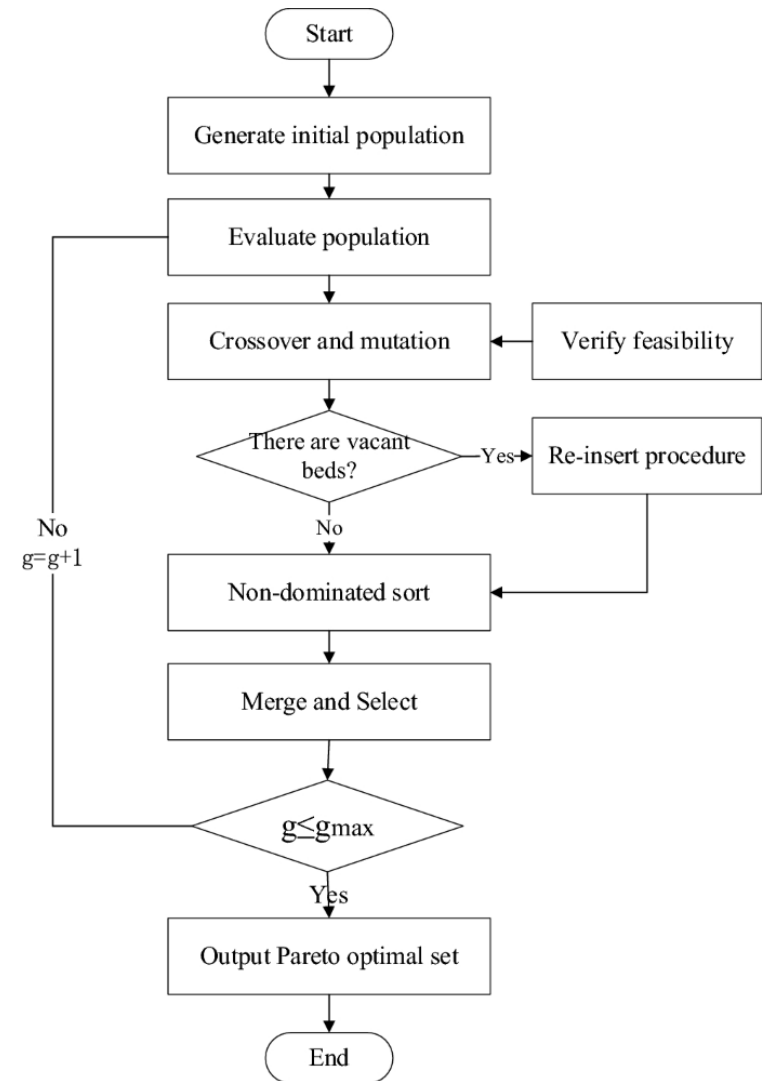 Start
Generate initial population
Evaluate population
Crossover and mutation
Verify feasibility
There are vacant
beds?
Yes
Re-insert procedure
No
g=g+1
No
Non-dominated sort
Merge and Select
g≤gmax
Yes
Output Pareto optimal set
End